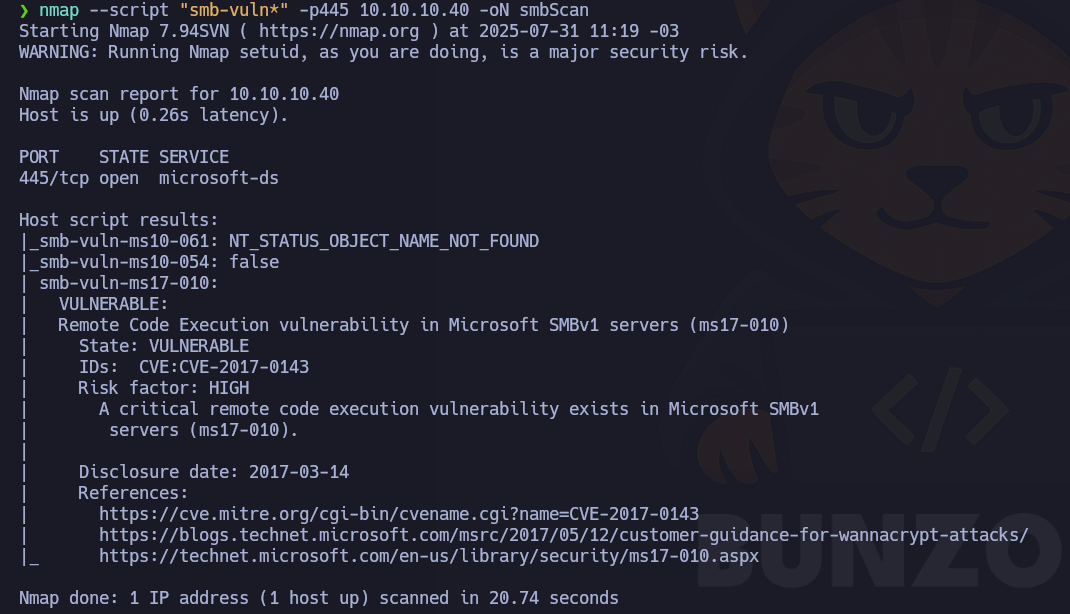 ❯ nmap --script "smb-vuln*" -p445 10.10.10.40 -oN smbScan
Starting Nmap 7.94SVN ( https://nmap.org ) at 2025-07-31 11:19 -03
WARNING: Running Nmap setuid, as you are doing, is a major security risk.

Nmap scan report for 10.10.10.40
Host is up (0.26s latency).

PORT    STATE SERVICE
445/tcp open  microsoft-ds

Host script results:
|_smb-vuln-ms10-061: NT_STATUS_OBJECT_NAME_NOT_FOUND
|_smb-vuln-ms10-054: false
| smb-vuln-ms17-010:
|   VULNERABLE:
|   Remote Code Execution vulnerability in Microsoft SMBv1 servers (ms17-010)
|     State: VULNERABLE
|     IDs:  CVE:CVE-2017-0143
|     Risk factor: HIGH
|       A critical remote code execution vulnerability exists in Microsoft SMBv1
|        servers (ms17-010).
|
|     Disclosure date: 2017-03-14
|     References:
|       https://cve.mitre.org/cgi-bin/cvename.cgi?name=CVE-2017-0143
|       https://blogs.technet.microsoft.com/msrc/2017/05/12/customer-guidance-for-wannacrypt-attacks/
|_      https://technet.microsoft.com/en-us/library/security/ms17-010.aspx

Nmap done: 1 IP address (1 host up) scanned in 20.74 seconds
</>
BUNZO